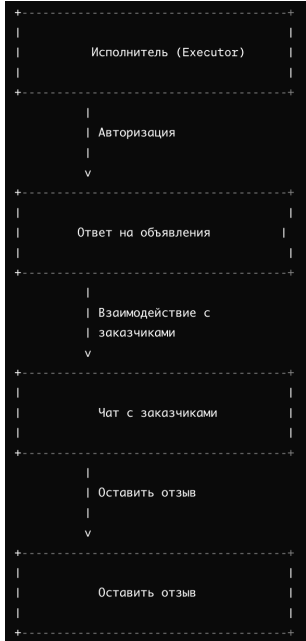 Исполнитель (Executor)
Авторизация
v
Ответ на объявления
Взаимодействие с
заказчиками
v
Чат с заказчиками
Оставить отзыв
v
Оставить отзыв